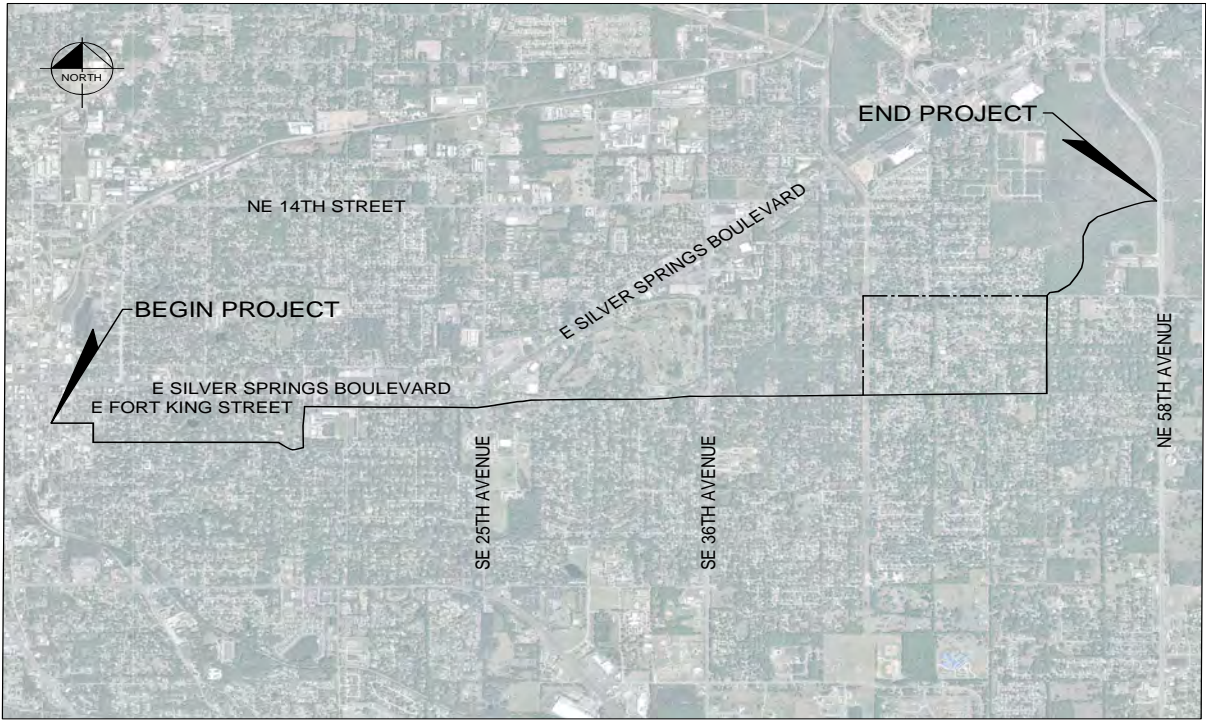 NORTH
END PROJECT
NE 14TH STREET
E SILVER SPRINGS BOULEVARD
BEGIN PROJECT
E SILVER SPRINGS BOULEVARD
E FORT KING STREET
SE 25TH AVENUE
SE 36TH AVENUE
NE 58TH AVENUE